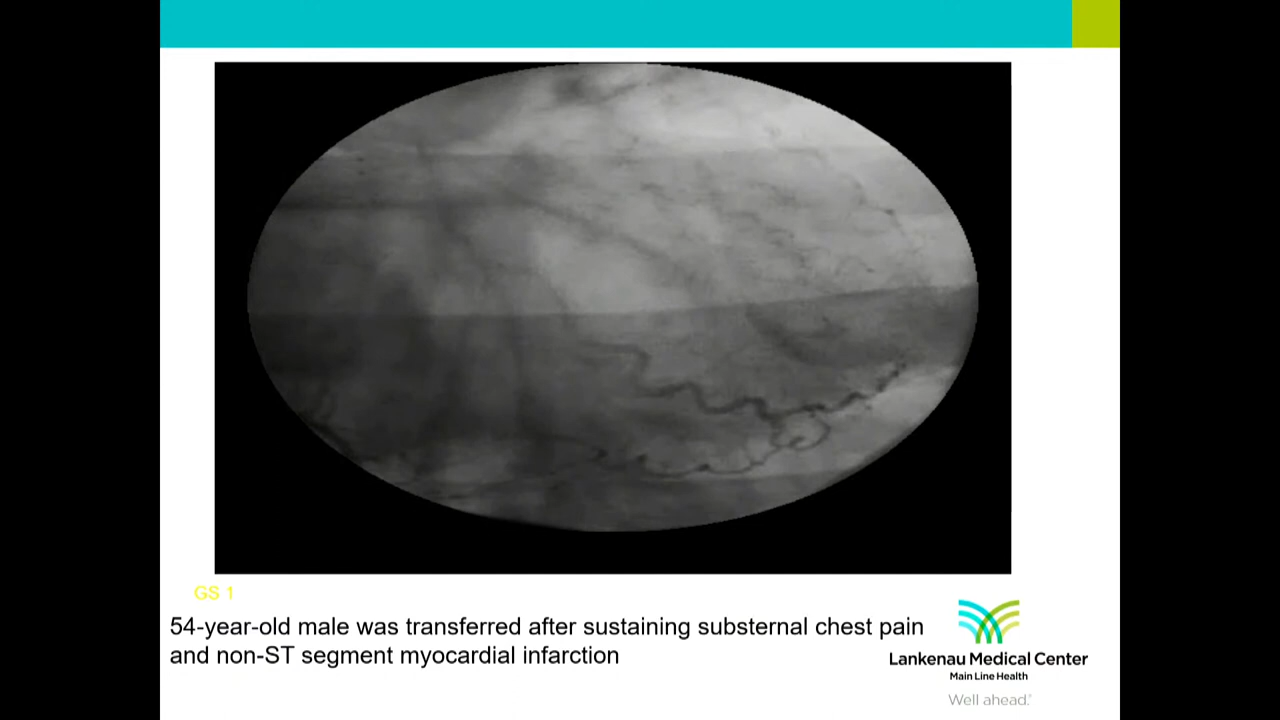 GS 1
54-year-old male was transferred after sustaining substernal chest pain
and non-ST segment myocardial infarction
Lankenau Medical Center
Main Line Health
Well ahead.®